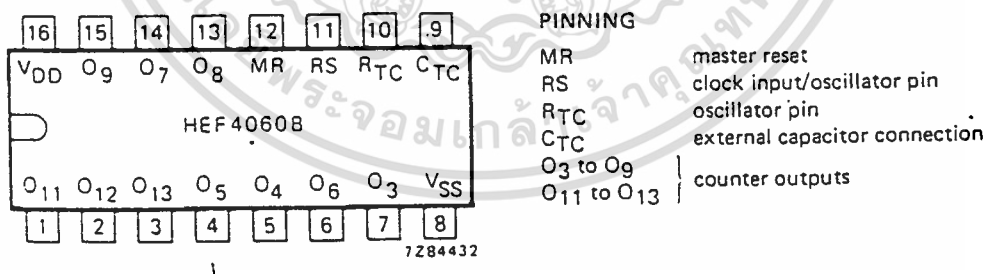 16 15 14 13 12 11 10 .9
VDD O9 O7 O8 MR RS RTC CTC
HEF40608
O11 O12 O13 O5 O4 O6 O3 VSS
1 2 3 4 5 6 7 8
7Z84432
PINNING
MR master reset
RS clock input/oscillator pin
RTC oscillator pin
CTC external capacitor connection
O3 to O9
O11 to O13
counter outputs